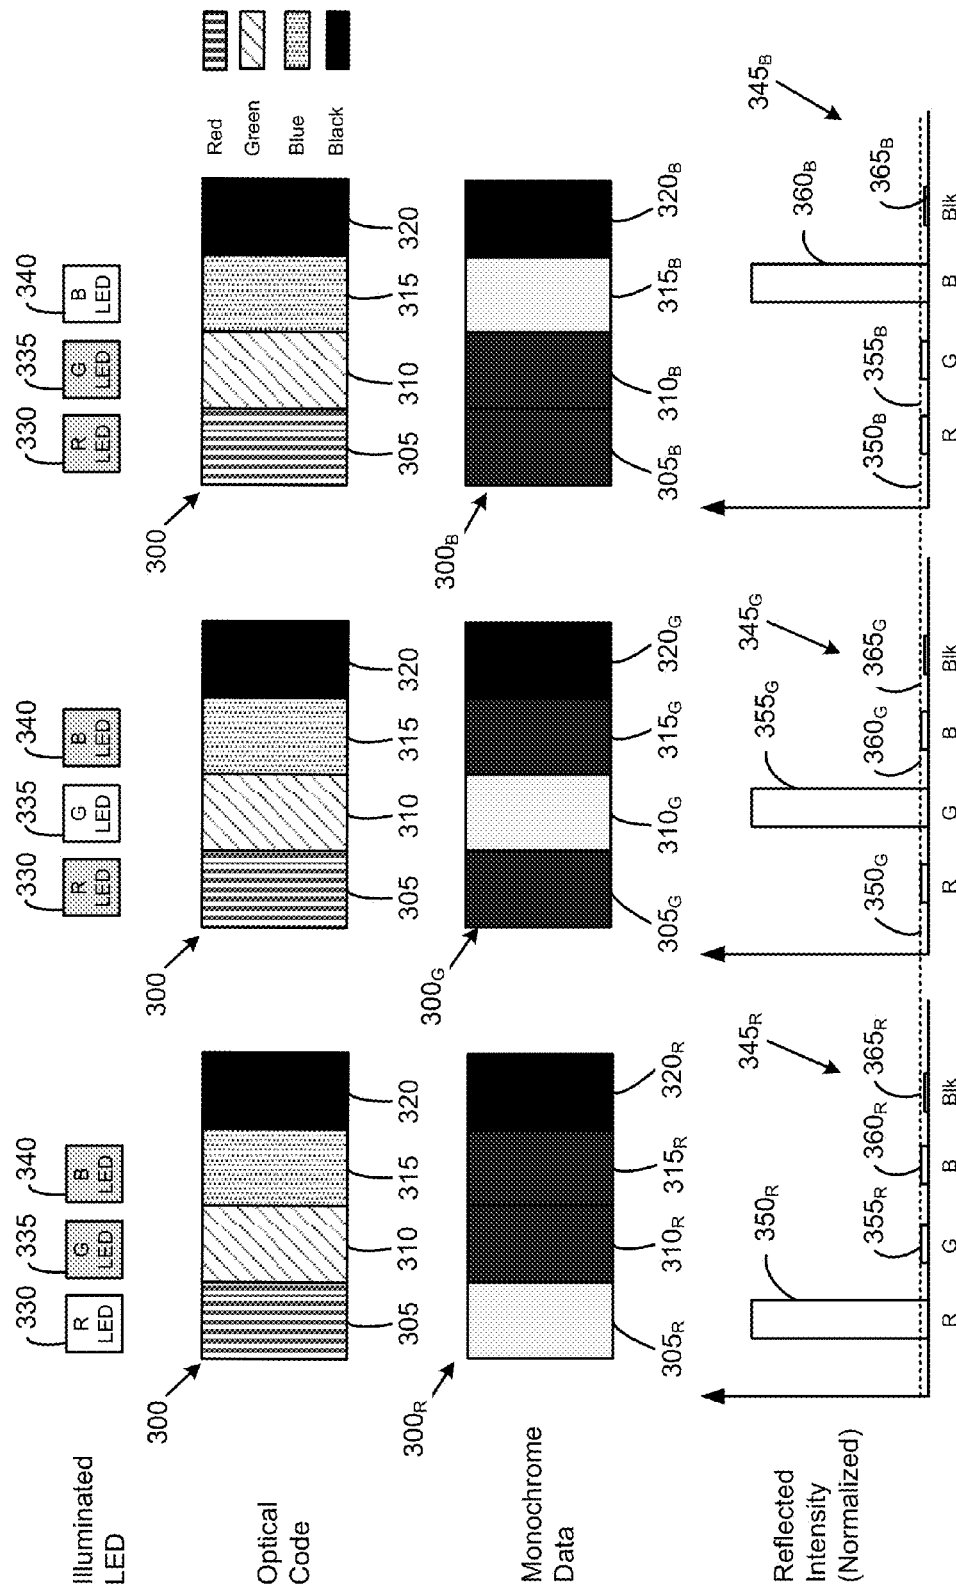 330 335 340 330 335 340 330 335 340
Illuminated
LED
R G B R G B R G B
LED LED LED LED LED LED LED LED LED
300 300 300
Optical
Code
Red
Green
Blue
Black
305 310 315 320 305 310 315 320 305 310 315 320
300R 300G 300B
Monochrome
Data
305R 310R 315R 320R 305G 310G 315G 320G 305B 310B 315B 320B
Reflected
Intensity
(Normalized)
345R 345G 345B
350R 355R 360R 365R 350G 355G 360G 365G 350B 355B 360B 365B
R G B Blk R G B Blk R G B Blk